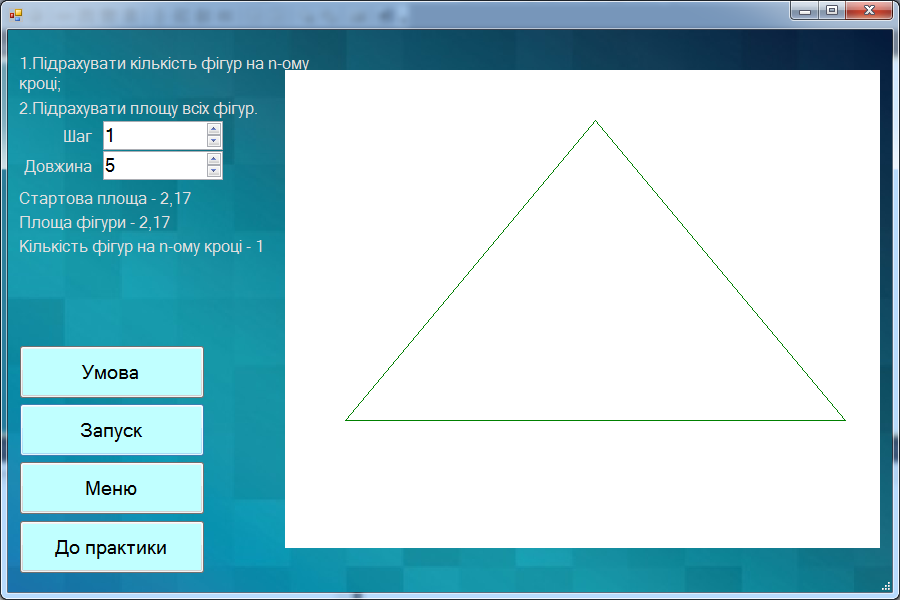 1.Підрахувати кількість фігур на n-ому
кроці;
2.Підрахувати площу всіх фігур.
Шаг 1
Довжина 5
Стартова площа - 2,17
Площа фігури - 2,17
Кількість фігур на n-ому кроці - 1
Умова
Запуск
Меню
До практики